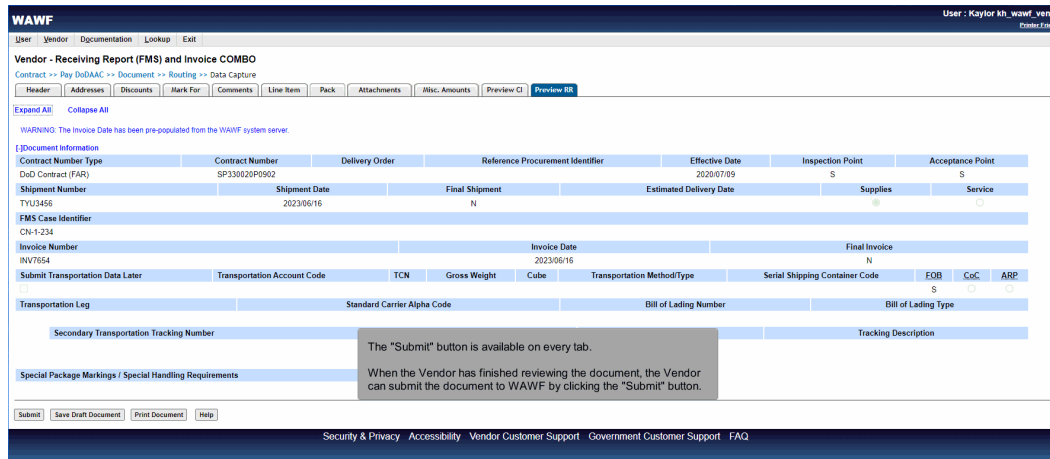 WAWF
User : Kaylor kh_wawf_ven
Printer Frie
User Vendor Documentation Lookup Exit
Vendor - Receiving Report (FMS) and Invoice COMBO
Contract >> Pay DoDAAC >> Document >> Routing >> Data Capture
Header Addresses Discounts Mark For Comments Line Item Pack Attachments Misc. Amounts Preview CI Preview RR
Expand All Collapse All
WARNING: The Invoice Date has been pre-populated from the WAWF system server.
[-]Document Information
Contract Number Type Contract Number Delivery Order Reference Procurement Identifier Effective Date Inspection Point Acceptance Point
DoD Contract (FAR) SP330020P0902 2020/07/09 S S
Shipment Number Shipment Date Final Shipment Estimated Delivery Date Supplies Service
TYU3456 2023/06/16 N
FMS Case Identifier
CN-1-234
Invoice Number Invoice Date Final Invoice
INV7654 2023/06/16 N
Submit Transportation Data Later Transportation Account Code TCN Gross Weight Cube Transportation Method/Type Serial Shipping Container Code FOB CoC ARP
S
Transportation Leg Standard Carrier Alpha Code Bill of Lading Number Bill of Lading Type
Secondary Transportation Tracking Number Tracking Description
The "Submit" button is available on every tab.
When the Vendor has finished reviewing the document, the Vendor
can submit the document to WAWF by clicking the "Submit" button.
Special Package Markings / Special Handling Requirements
Submit Save Draft Document Print Document Help
Security & Privacy Accessibility Vendor Customer Support Government Customer Support FAQ